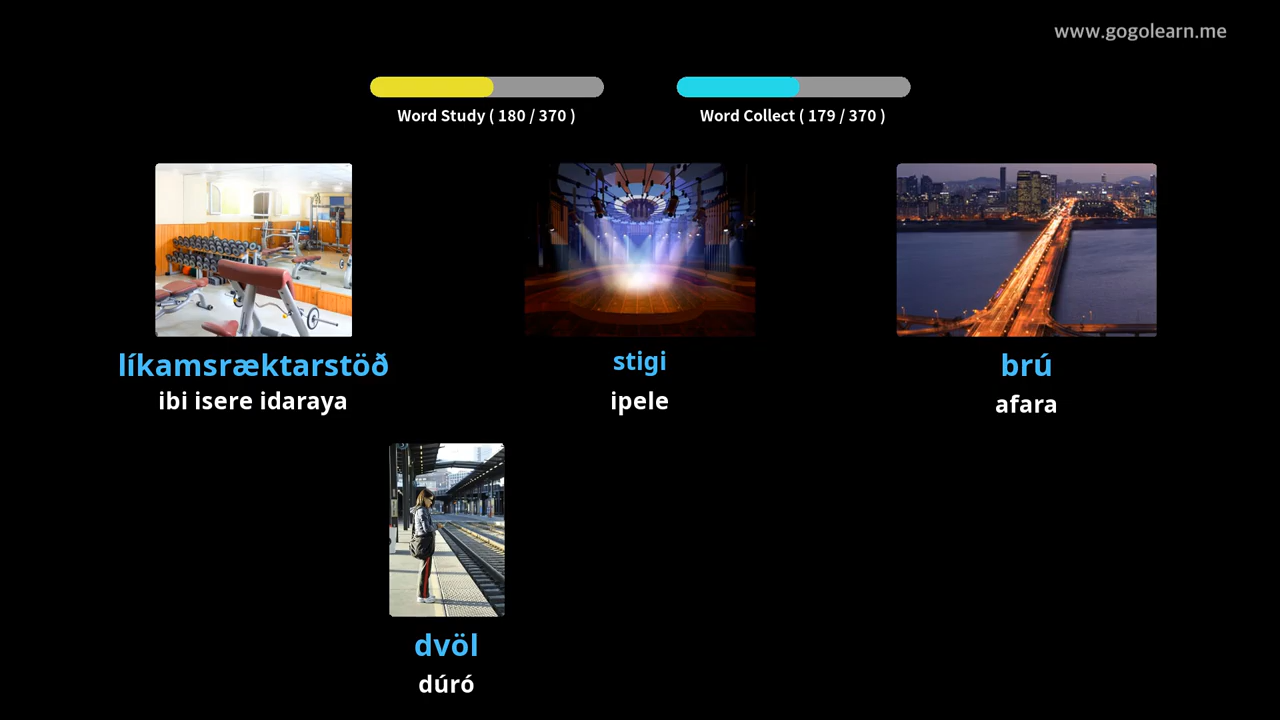 www.gogolearn.me
Word Study ( 180 / 370 )
Word Collect ( 179 / 370 )
líkamsræktarstöð
ibi isere idaraya
stigi
ipele
brú
afara
dvöl
dúró